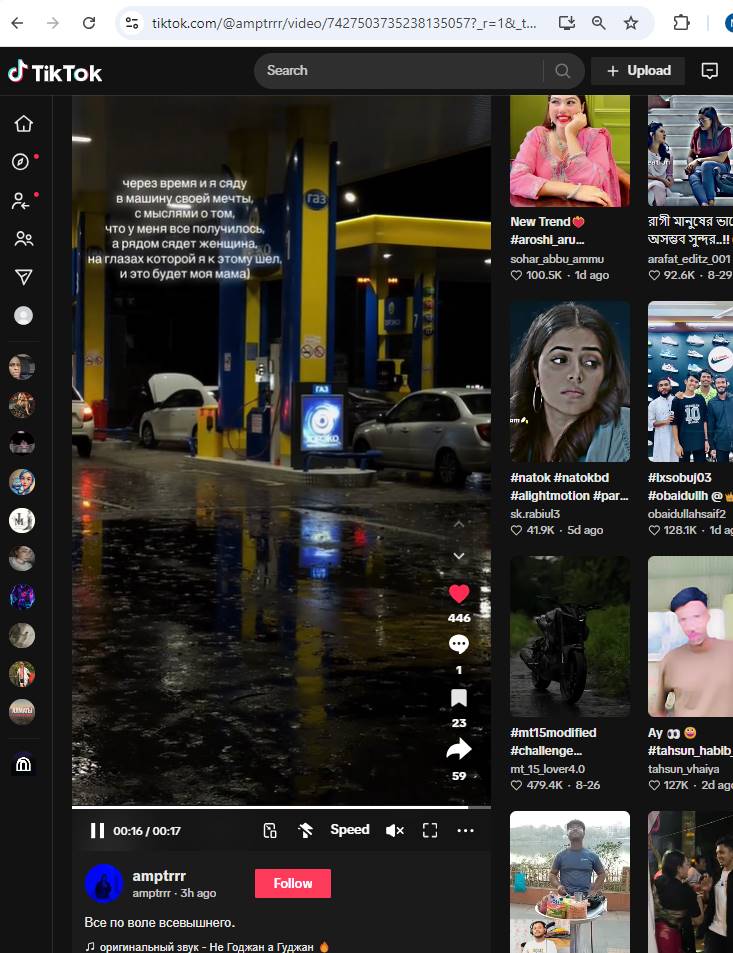 tiktok.com/@amptrrr/video/7427503735238135057?_r=1&_t...
TikTok
Search
Upload
через время и я сяду
в машину своей мечты,
с мыслями о том,
что у меня все получилось,
а рядом сядет женщина,
на глазах которой я к этому шел,
и это будет моя мама)
газ
ГАЗ
446
1
23
59
00:16 / 00:17
Speed
amptrrr
amptrrr · 3h ago
Follow
Все по воле всевышнего.
оригинальный звук - Не Годжан а Гуджан 🔥
New Trend🍓
#aroshi_aru...
sohar_abbu_ammu
100.5K · 1d ago
রাগী মানুষের
অসম্ভব সুন্দর..!!
arafat_editz_001
92.6K · 8-29
#natok #natokbd
#alightmotion #par...
sk.rabiul3
41.9K · 5d ago
#lxsobuj03
#obaidullh @👑
obaidullahsaif2
128.1K · 1d a
#mt15modified
#challenge...
mt_15_lover4.0
479.4K · 8-26
Ay 👀 😜
#tahsun_habib_
tahsun_vhaiya
127K · 2d ago